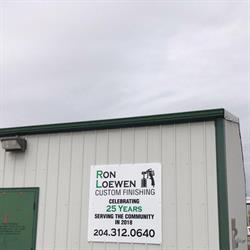 RON
LOEWEN
CUSTOM FINISHING
CELEBRATING
25 YEARS
SERVING THE COMMUNITY
IN 2018
204.312.0640